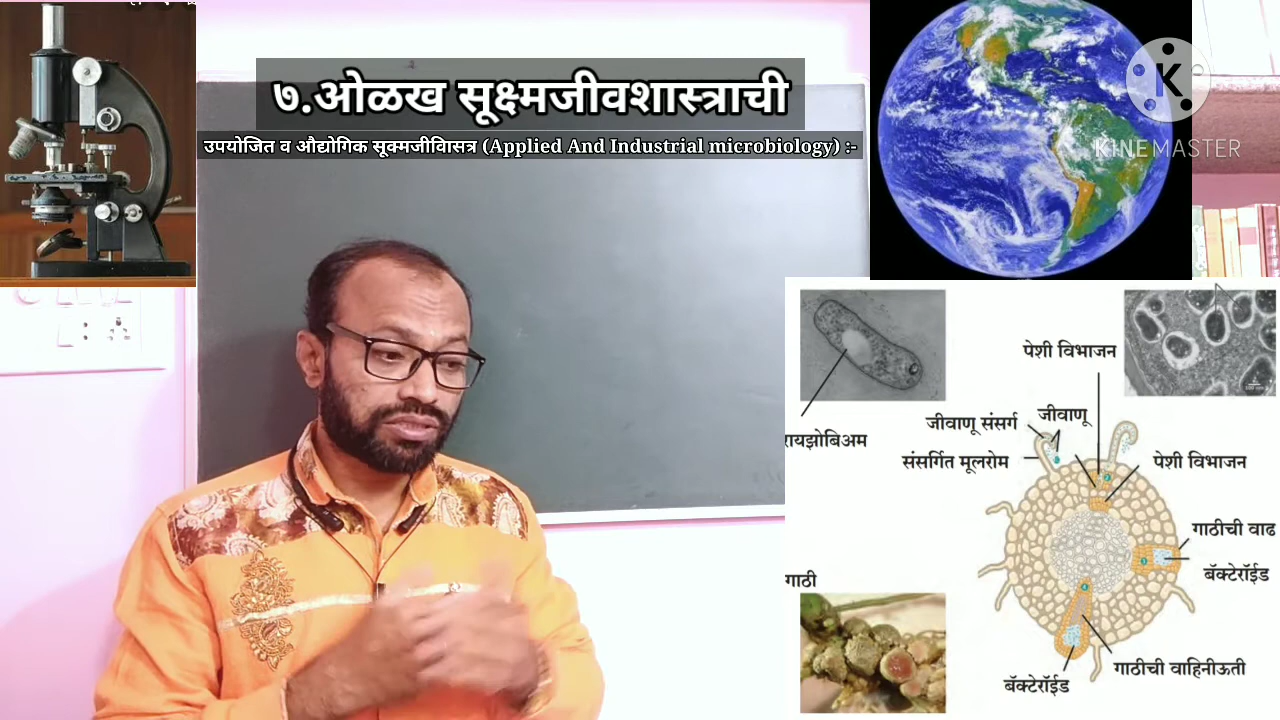 ७.ओळख सूक्ष्मजीवशास्त्राची
उपयोजित व औद्योगिक सूक्मजीवािसत्र (Applied And Industrial microbiology) :-
K
KINEMASTER
पेशी विभाजन
जीवाणू संसर्ग
जीवाणू
रायझोबिअम
संसर्गित मूलरोम
पेशी विभाजन
गाठीची वाढ
बॅक्टेरॉईड
गाठी
गाठीची वाहिनीऊती
बॅक्टेरॉईड